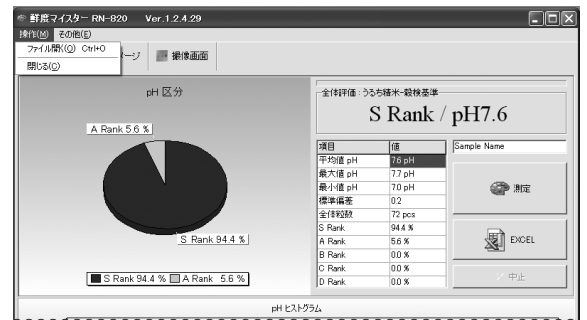 鮮度マイスター RN-820 Ver.1.2.4.29
操作(M) その他(E)
ファイル開く(O) Ctrl+O
閉じる(C)
ージ
撮像画面
pH 区分
A Rank 5.6 %
S Rank 94.4 %
S Rank 94.4 % A Rank 5.6 %
全体評価 : うるち精米-穀検基準
S Rank / pH7.6
項目 値
平均値 pH 7.6 pH
最大値 pH 7.7 pH
最小値 pH 7.0 pH
標準偏差 0.2
全体粒数 72 pcs
S Rank 94.4 %
A Rank 5.6 %
B Rank 0.0 %
C Rank 0.0 %
D Rank 0.0 %
Sample Name
測定
EXCEL
中止
pH ヒストグラム